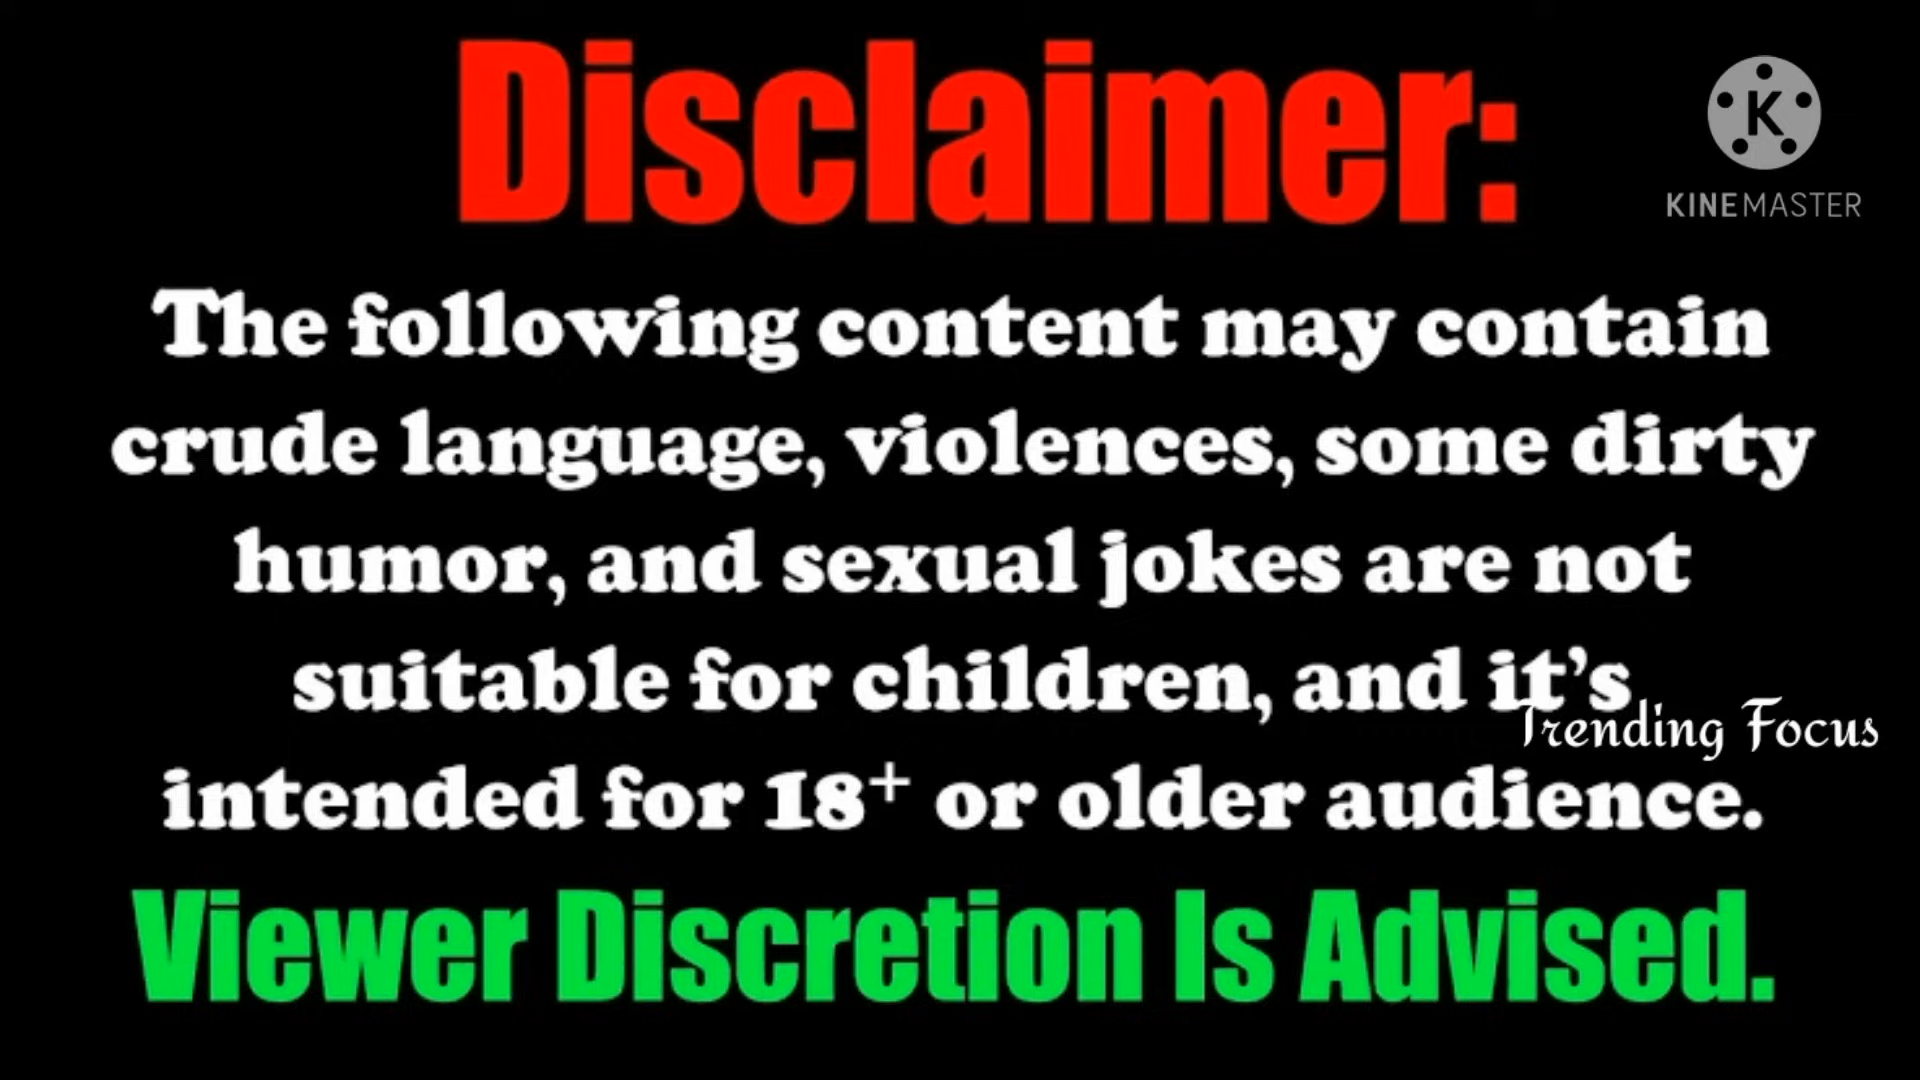 Disclaimer:
K
KINEMASTER
The following content may contain
crude language, violences, some dirty
humor, and sexual jokes are not
suitable for children, and it's
Trending Focus
intended for 18+ or older audience.
Viewer Discretion Is Advised.